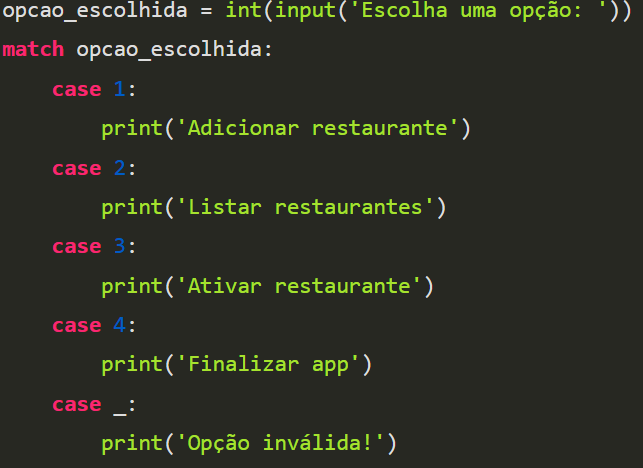 opcao_escolhida = int(input('Escolha uma opção: '))
match opcao_escolhida:
    case 1:
        print('Adicionar restaurante')
    case 2:
        print('Listar restaurantes')
    case 3:
        print('Ativar restaurante')
    case 4:
        print('Finalizar app')
    case _:
        print('Opção inválida!')